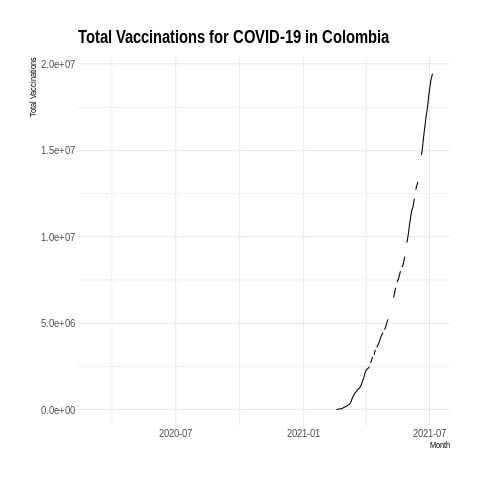 Total Vaccinations for COVID-19 in Colombia
Total Vaccinations
2.0e+07
1.5e+07
1.0e+07
5.0e+06
0.0e+00
2020-07
2021-01
2021-07
Month